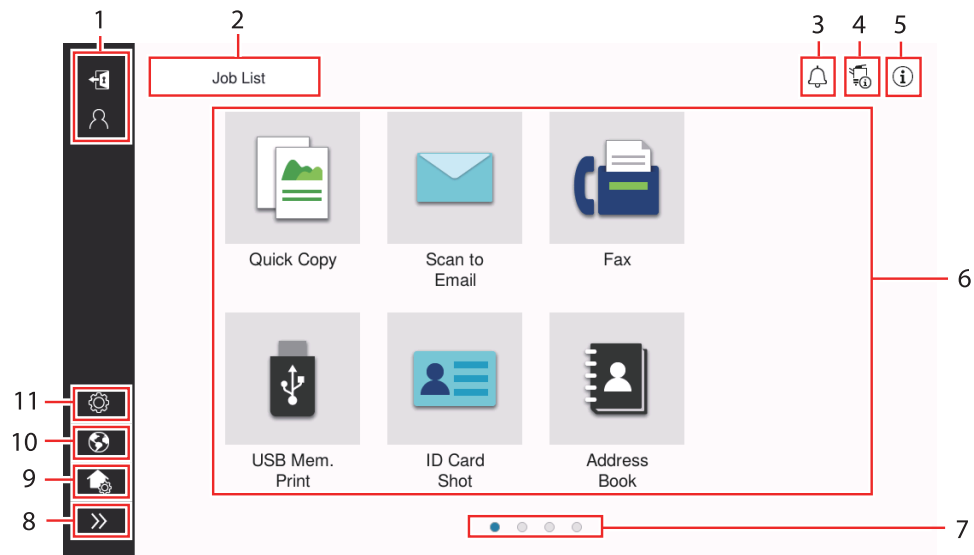 1
2
3
4
5
Job List
Quick Copy
Scan to
Email
Fax
6
USB Mem.
Print
ID Card
Shot
Address
Book
11
10
9
8
7